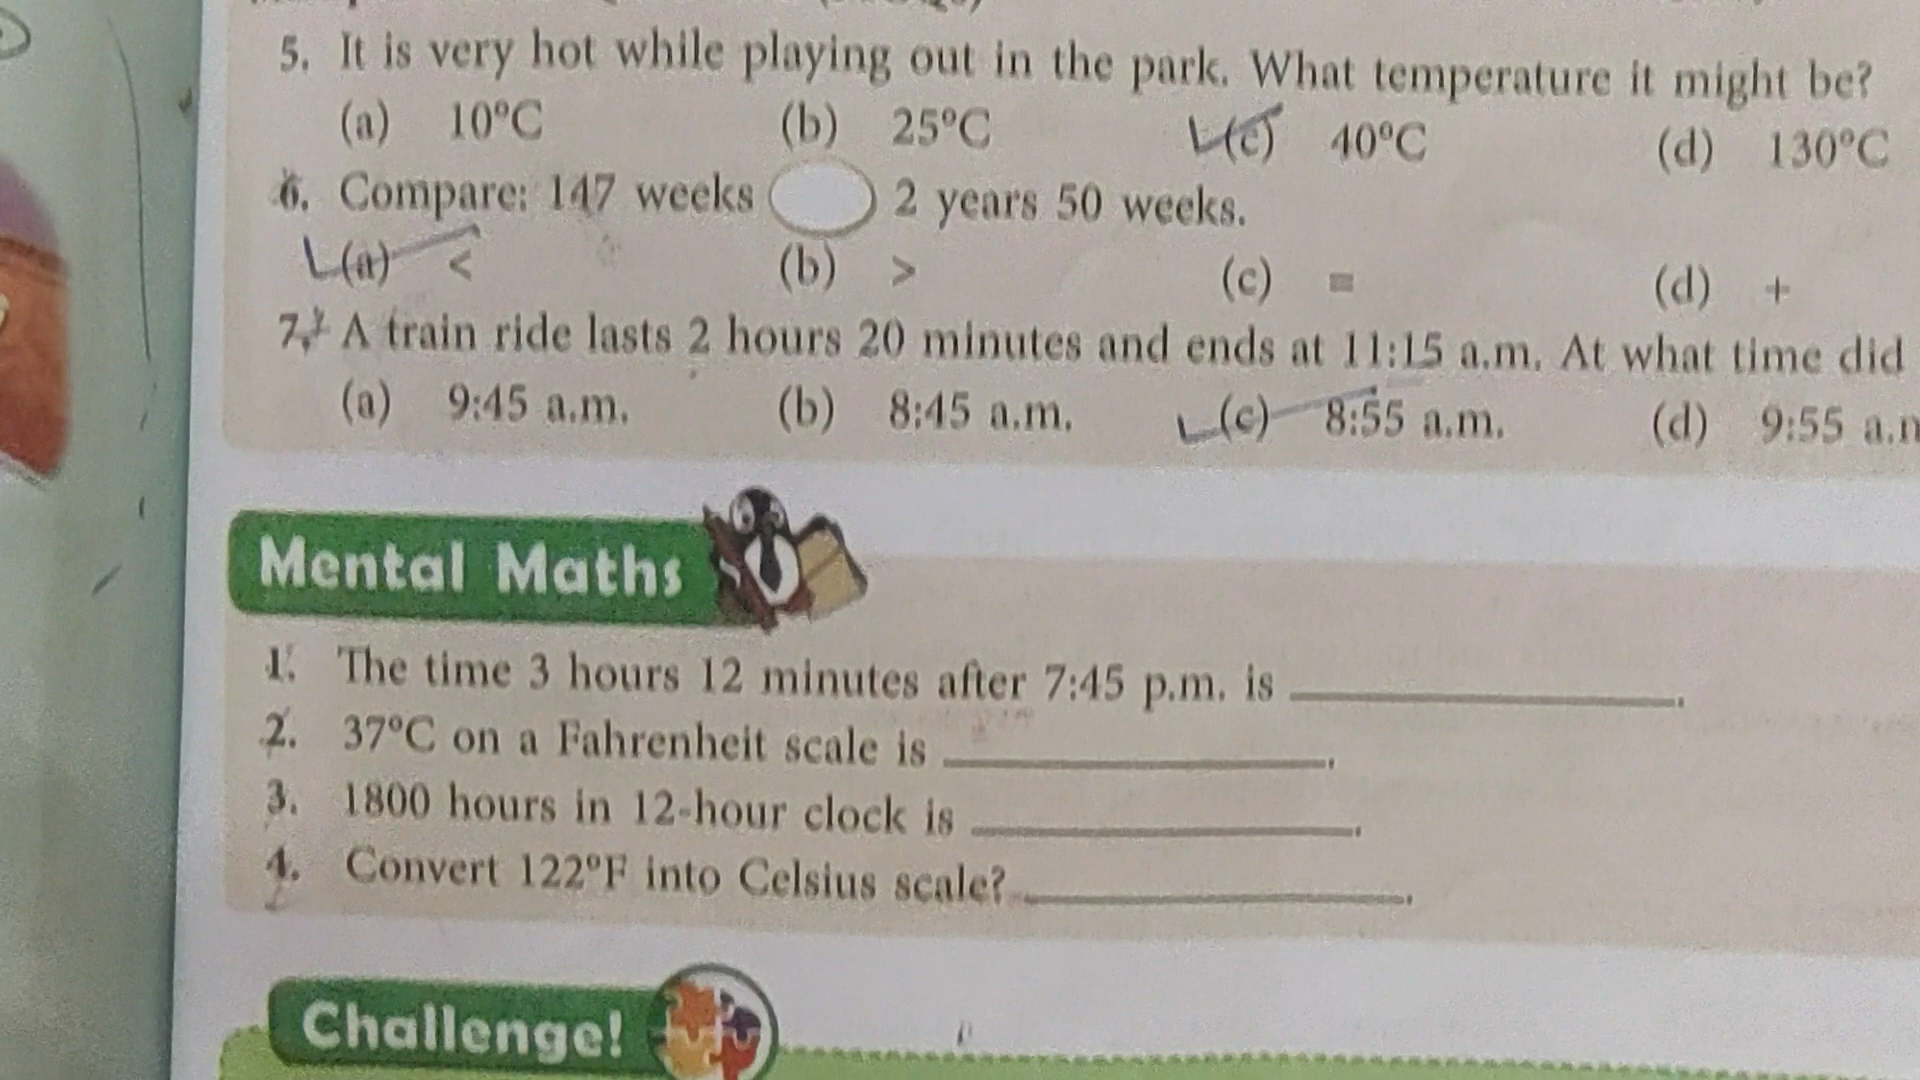 5. It is very hot while playing out in the park. What temperature it might be?
(a) 10°C (b) 25°C (c) 40°C (d) 130°C
6. Compare: 147 weeks 2 years 50 weeks.
(a) < (b) > (c) = (d) +
7. A train ride lasts 2 hours 20 minutes and ends at 11:15 a.m. At what time did
(a) 9:45 a.m. (b) 8:45 a.m. (c) 8:55 a.m. (d) 9:55 a.n
Mental Maths
1. The time 3 hours 12 minutes after 7:45 p.m. is ____________.
2. 37°C on a Fahrenheit scale is ____________.
3. 1800 hours in 12-hour clock is ____________.
4. Convert 122°F into Celsius scale? ____________.
Challenge!